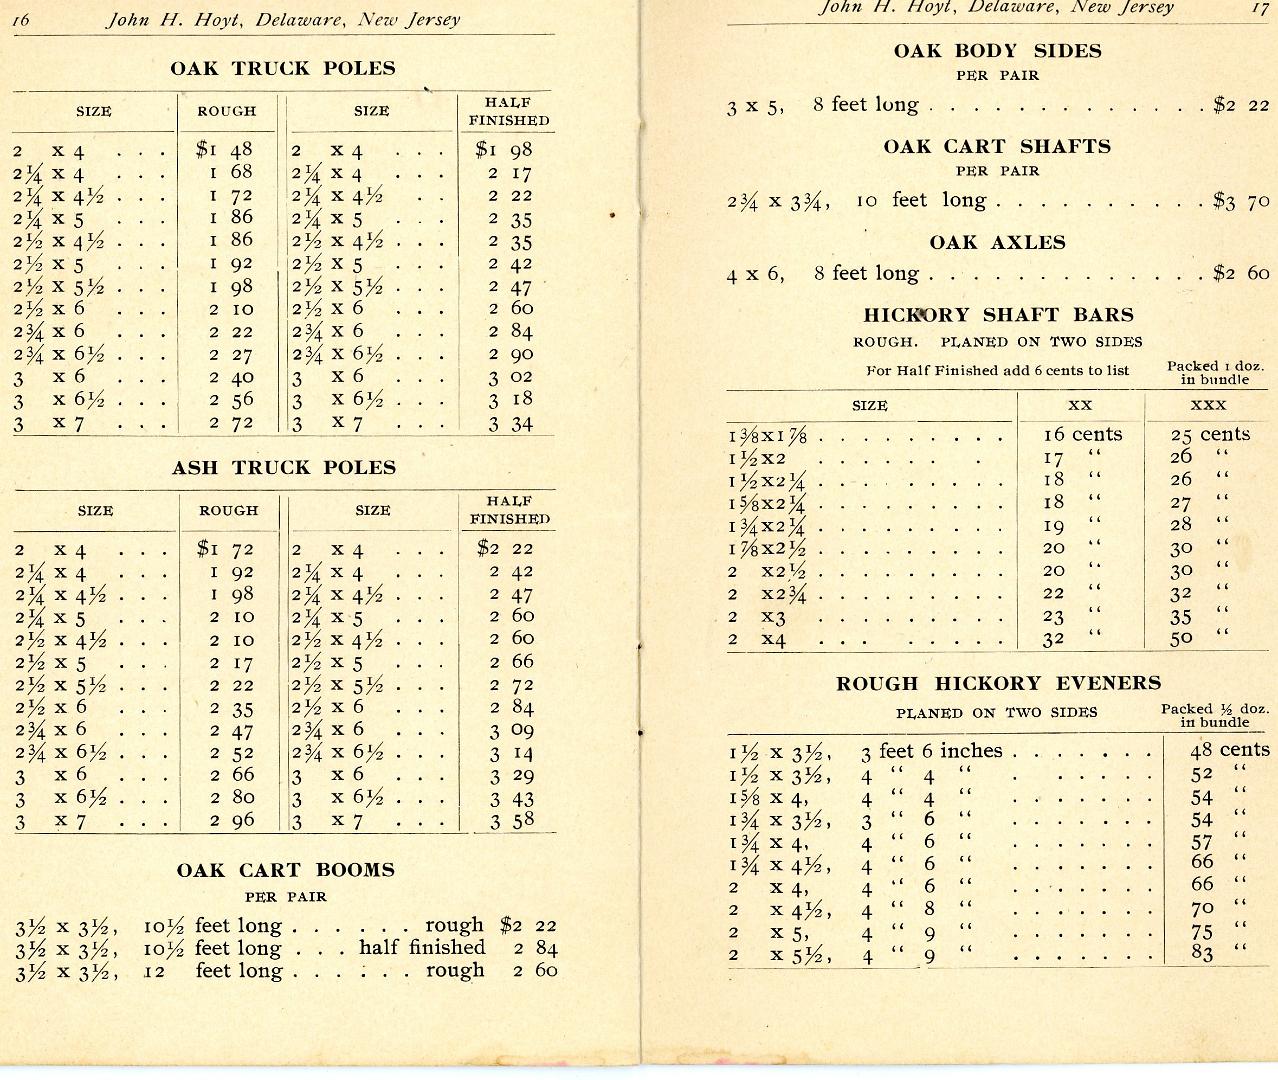 16 John H. Hoyt, Delaware, New Jersey
OAK TRUCK POLES
SIZE ROUGH SIZE HALF FINISHED
2 x 4 . . . $1 48 2 x 4 . . . $1 98
2¼ x 4 . . . 1 68 2¼ x 4 . . . 2 17
2¼ x 4½ . . . 1 72 2¼ x 4½ . . . 2 22
2¼ x 5 . . . 1 86 2¼ x 5 . . . 2 35
2½ x 4½ . . . 1 86 2½ x 4½ . . . 2 35
2½ x 5 . . . 1 92 2½ x 5 . . . 2 42
2½ x 5½ . . . 1 98 2½ x 5½ . . . 2 47
2½ x 6 . . . 2 10 2½ x 6 . . . 2 60
2¾ x 6 . . . 2 22 2¾ x 6 . . . 2 84
2¾ x 6½ . . . 2 27 2¾ x 6½ . . . 2 90
3 x 6 . . . 2 40 3 x 6 . . . 3 02
3 x 6½ . . . 2 56 3 x 6½ . . . 3 18
3 x 7 . . . 2 72 3 x 7 . . . 3 34
ASH TRUCK POLES
SIZE ROUGH SIZE HALF FINISHED
2 x 4 . . . $1 72 2 x 4 . . . $2 22
2¼ x 4 . . . 1 92 2¼ x 4 . . . 2 42
2¼ x 4½ . . . 1 98 2¼ x 4½ . . . 2 47
2¼ x 5 . . . 2 10 2¼ x 5 . . . 2 60
2½ x 4½ . . . 2 10 2½ x 4½ . . . 2 60
2½ x 5 . . . 2 17 2½ x 5 . . . 2 66
2½ x 5½ . . . 2 22 2½ x 5½ . . . 2 72
2½ x 6 . . . 2 35 2½ x 6 . . . 2 84
2¾ x 6 . . . 2 47 2¾ x 6 . . . 3 09
2¾ x 6½ . . . 2 52 2¾ x 6½ . . . 3 14
3 x 6 . . . 2 66 3 x 6 . . . 3 29
3 x 6½ . . . 2 80 3 x 6½ . . . 3 43
3 x 7 . . . 2 96 3 x 7 . . . 3 58
OAK CART BOOMS
PER PAIR
3½ x 3½, 10½ feet long . . . . . . rough $2 22
3½ x 3½, 10½ feet long . . . half finished 2 84
3½ x 3½, 12 feet long . . . . . . rough 2 60
John H. Hoyt, Delaware, New Jersey 17
OAK BODY SIDES
PER PAIR
3 x 5, 8 feet long . . . . . . . . . . . . . $2 22
OAK CART SHAFTS
PER PAIR
2¾ x 3¾, 10 feet long . . . . . . . . . . $3 70
OAK AXLES
4 x 6, 8 feet long . . . . . . . . . . . . . $2 60
HICKORY SHAFT BARS
ROUGH. PLANED ON TWO SIDES
For Half Finished add 6 cents to list Packed 1 doz. in bundle
SIZE XX XXX
1⅜x1⅞ . . . . . . . . . 16 cents 25 cents
1½x2 . . . . . . . 17 “ 26 “
1½x2¼ . . . . . . . . . 18 “ 26 “
1⅝x2¼ . . . . . . . . . 18 “ 27 “
1¾x2¼ . . . . . . . . . 19 “ 28 “
1⅞x2½ . . . . . . . . . 20 “ 30 “
2 x2½ . . . . . . . . . 20 “ 30 “
2 x2¾ . . . . . . . . . 22 “ 32 “
2 x3 . . . . . . . . . 23 “ 35 “
2 x4 . . . . . . . . 32 “ 50 “
ROUGH HICKORY EVENERS
PLANED ON TWO SIDES Packed ½ doz. in bundle
1½ x 3½, 3 feet 6 inches . . . . . . . 48 cents
1½ x 3½, 4 “ 4 “ . . . . . . 52 “
1⅝ x 4, 4 “ 4 “ . . . . . . . 54 “
1¾ x 3½, 3 “ 6 “ . . . . . . . 54 “
1¾ x 4, 4 “ 6 “ . . . . . . 57 “
1¾ x 4½, 4 “ 6 “ . . . . . . . 66 “
2 x 4, 4 “ 6 “ . . . . . . . 66 “
2 x 4½, 4 “ 8 “ . . . . . . . 70 “
2 x 5, 4 “ 9 “ . . . . . . . 75 “
2 x 5½, 4 “ 9 “ . . . . . . . 83 “